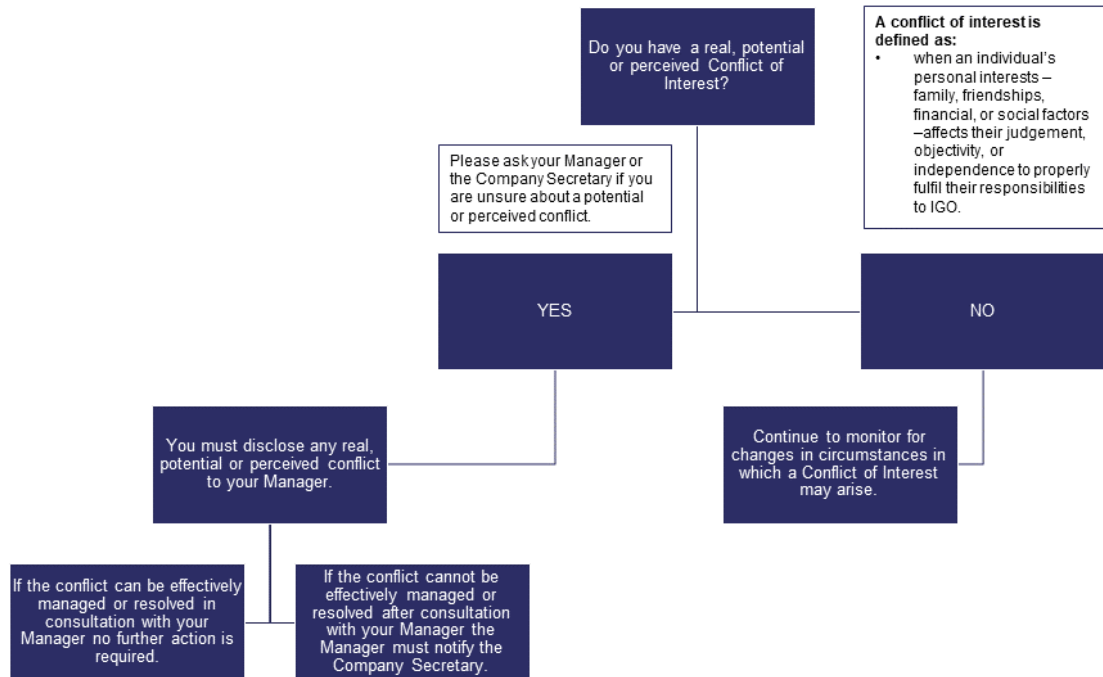 Do you have a real, potential
or perceived Conflict of
Interest?
A conflict of interest is
defined as:
• when an individual's
personal interests –
family, friendships,
financial, or social factors
–affects their judgement,
objectivity, or
independence to properly
fulfil their responsibilities
to IGO.
Please ask your Manager or
the Company Secretary if you
are unsure about a potential
or perceived conflict.
YES
NO
You must disclose any real,
potential or perceived conflict
to your Manager.
Continue to monitor for
changes in circumstances in
which a Conflict of Interest
may arise.
If the conflict can be effectively
managed or resolved in
consultation with your
Manager no further action is
required.
If the conflict cannot be
effectively managed or
resolved after consultation
with your Manager the
Manager must notify the
Company Secretary.